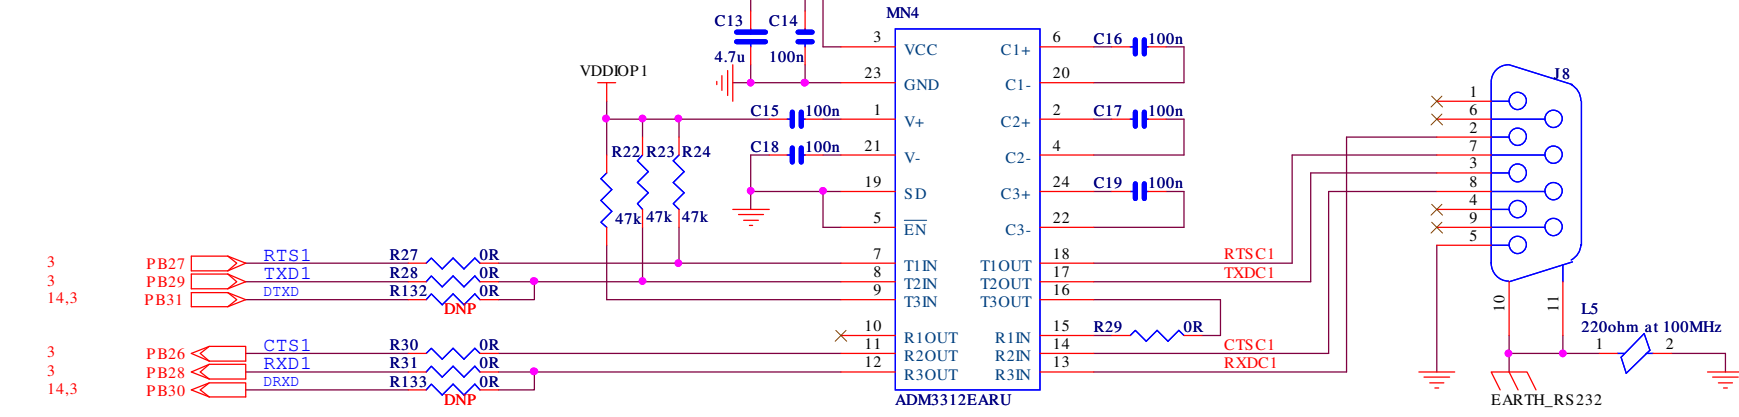 MN4
C13 C14
4.7u 100n
3 VCC C1+ 6 C16 100n
23 GND C1- 20
VDDIOP1
C15 100n 1 V+ C2+ 2 C17 100n
C18 100n 21 V- C2- 4
R22 R23 R24
47k 47k 47k
19 SD C3+ 24 C19 100n
5 EN C3- 22
3 PB27 RTS1 R27 0R 7 T1IN T1OUT 18 RTSC1
3 PB29 TXD1 R28 0R 8 T2IN T2OUT 17 TXDC1
14,3 PB31 DTXD R132 0R 9 T3IN T3OUT 16
DNP
10 R1OUT R1IN 15 R29 0R
3 PB26 CTS1 R30 0R 11 R2OUT R2IN 14 CTSC1
3 PB28 RXD1 R31 0R 12 R3OUT R3IN 13 RXDC1
14,3 PB30 DRXD R133 0R
DNP
ADM3312EARU
J8
1
6
2
7
3
8
4
9
5
10 11
L5
220ohm at 100MHz
1 2
EARTH_RS232